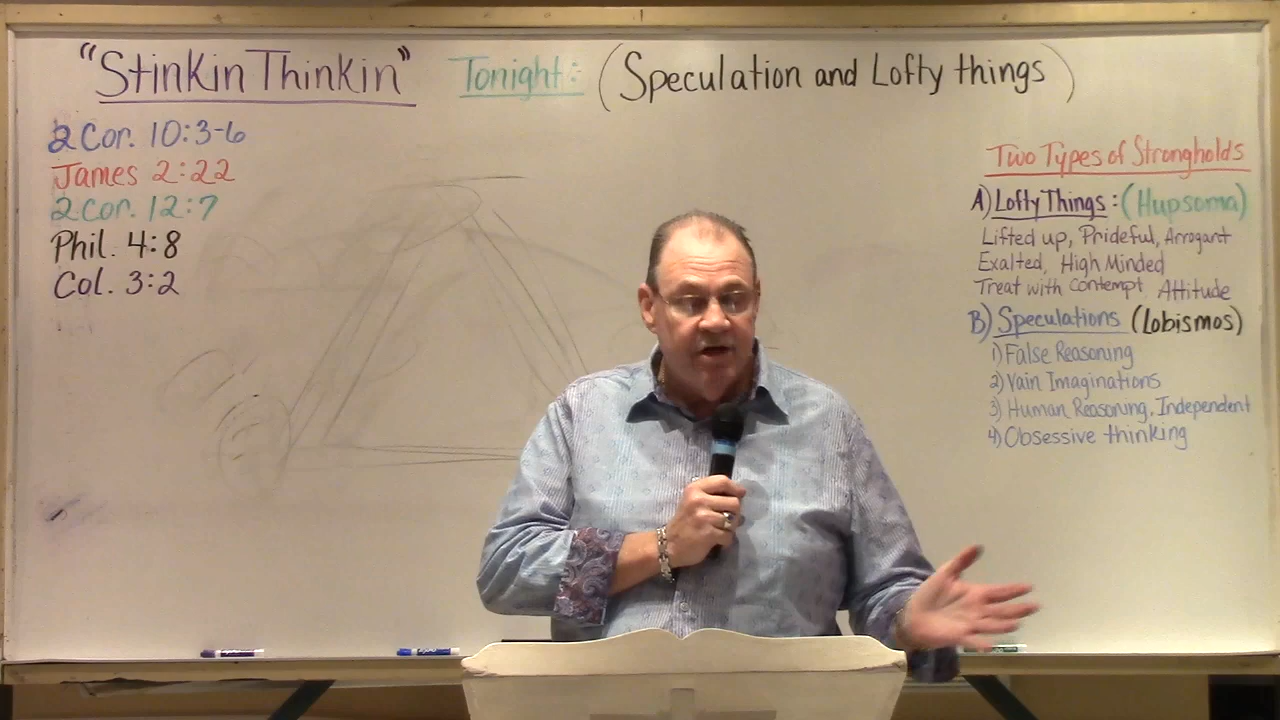 "Stinkin Thinkin" Tonight: (Speculation and Lofty things)
2 Cor. 10:3-6
James 2:22
2 Cor. 12:7
Phil. 4:8
Col. 3:2
Two Types of Strongholds
A) Lofty Things: (Hupsoma)
Lifted up, Prideful, Arrogant
Exalted, High Minded
Treat with Contempt Attitude
B) Speculations (Lobismos)
1) False Reasoning
2) Vain Imaginations
3) Human Reasoning, Independent
4) Obsessive thinking